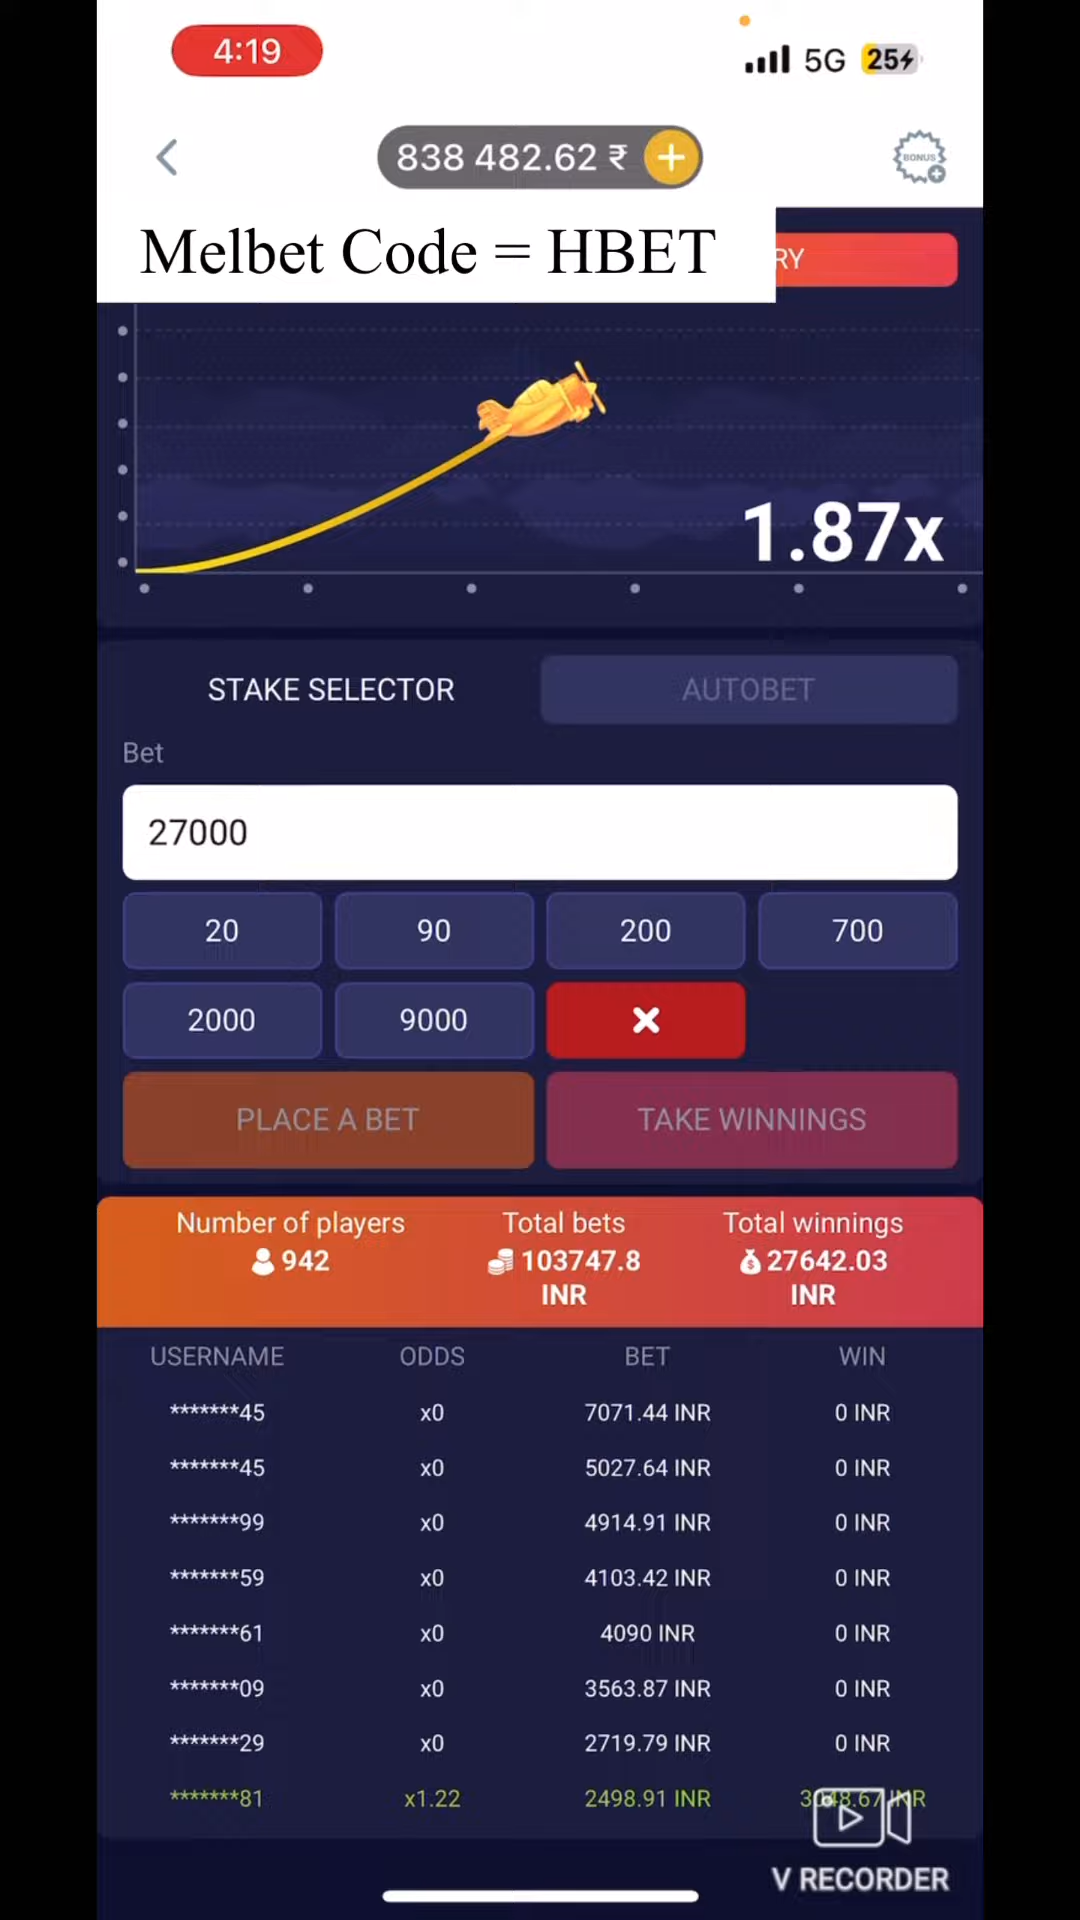 4:19
5G 25
838 482.62 ₹ +
BONUS
Melbet Code = HBET
RY
1.87x
STAKE SELECTOR AUTOBET
Bet
27000
20 90 200 700
2000 9000
PLACE A BET TAKE WINNINGS
Number of players Total bets Total winnings
942 103747.8 27642.03
INR INR
USERNAME ODDS BET WIN
*******45 x0 7071.44 INR 0 INR
*******45 x0 5027.64 INR 0 INR
*******99 x0 4914.91 INR 0 INR
*******59 x0 4103.42 INR 0 INR
*******61 x0 4090 INR 0 INR
*******09 x0 3563.87 INR 0 INR
*******29 x0 2719.79 INR 0 INR
*******81 x1.22 2498.91 INR 3048.67 INR
V RECORDER